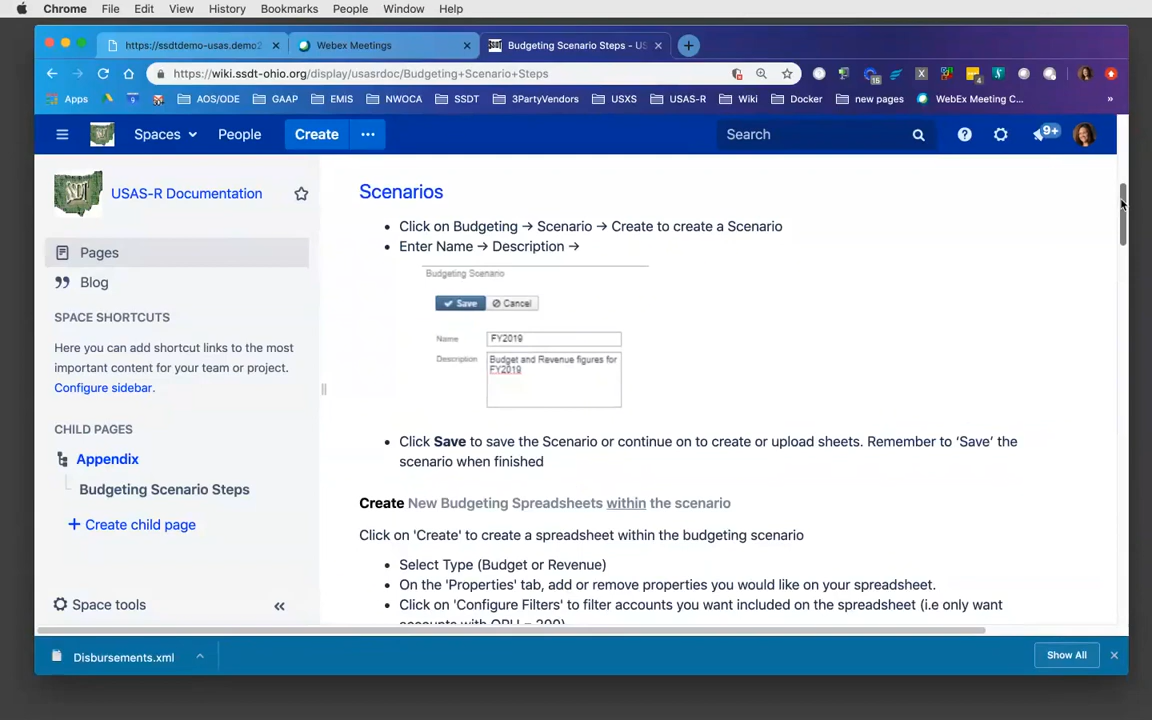 Chrome File Edit View History Bookmarks People Window Help
https://ssdtdemo-usas.demo2 Webex Meetings Budgeting Scenario Steps - US
https://wiki.ssdt-ohio.org/display/usasrdoc/Budgeting+Scenario+Steps
Apps AOS/ODE GAAP EMIS NWOCA SSDT 3PartyVendors USXS USAS-R Wiki Docker new pages WebEx Meeting C...
Spaces People Create ••• Search 9+
USAS-R Documentation
Pages
Blog
SPACE SHORTCUTS
Here you can add shortcut links to the most
important content for your team or project.
Configure sidebar.
CHILD PAGES
Appendix
Budgeting Scenario Steps
+ Create child page
Space tools
Scenarios
• Click on Budgeting → Scenario → Create to create a Scenario
• Enter Name → Description →
Budgeting Scenario
Save Cancel
Name FY2019
Description Budget and Revenue figures for
FY2019
• Click Save to save the Scenario or continue on to create or upload sheets. Remember to ‘Save’ the
scenario when finished
Create New Budgeting Spreadsheets within the scenario
Click on 'Create' to create a spreadsheet within the budgeting scenario
• Select Type (Budget or Revenue)
• On the 'Properties' tab, add or remove properties you would like on your spreadsheet.
• Click on 'Configure Filters' to filter accounts you want included on the spreadsheet (i.e only want
accounts with OPU = 200)
Disbursements.xml Show All